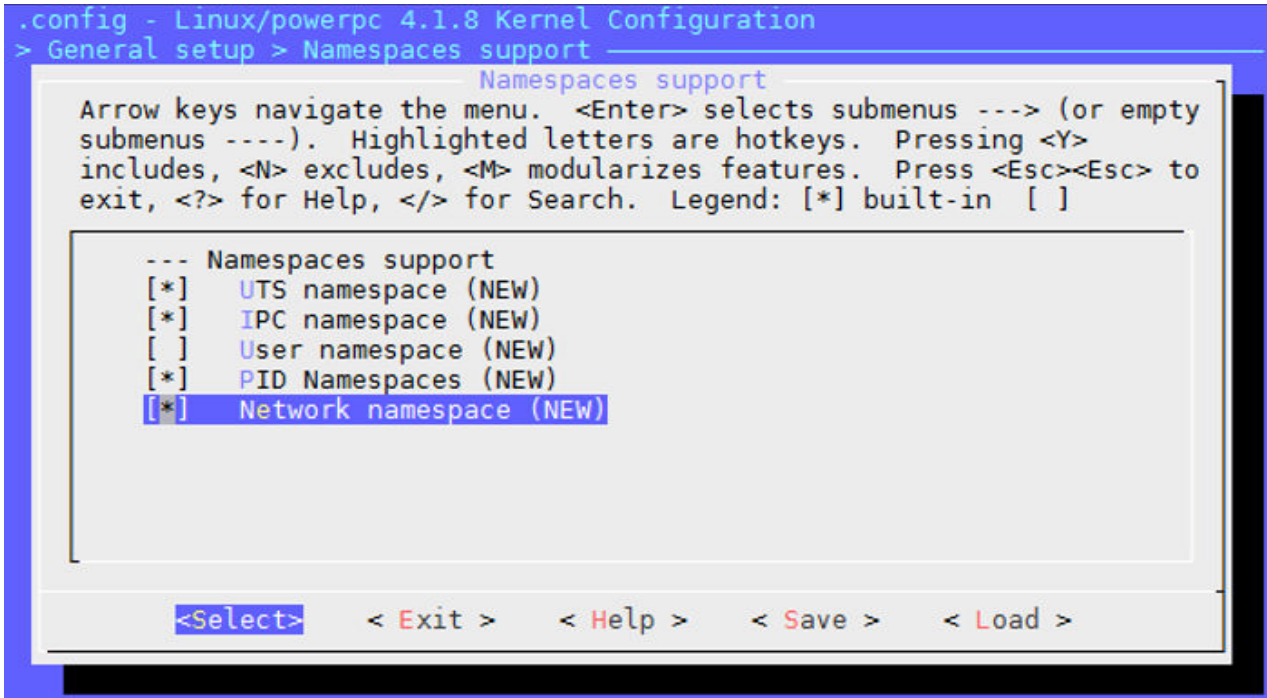 .config - Linux/powerpc 4.1.8 Kernel Configuration
> General setup > Namespaces support
Namespaces support
Arrow keys navigate the menu.  <Enter> selects submenus ---> (or empty
submenus ----).  Highlighted letters are hotkeys.  Pressing <Y>
includes, <N> excludes, <M> modularizes features.  Press <Esc><Esc> to
exit, <?> for Help, </> for Search.  Legend: [*] built-in  [ ]
--- Namespaces support
[*]   UTS namespace (NEW)
[*]   IPC namespace (NEW)
[ ]   User namespace (NEW)
[*]   PID Namespaces (NEW)
[*]   Network namespace (NEW)
<Select>    < Exit >    < Help >    < Save >    < Load >